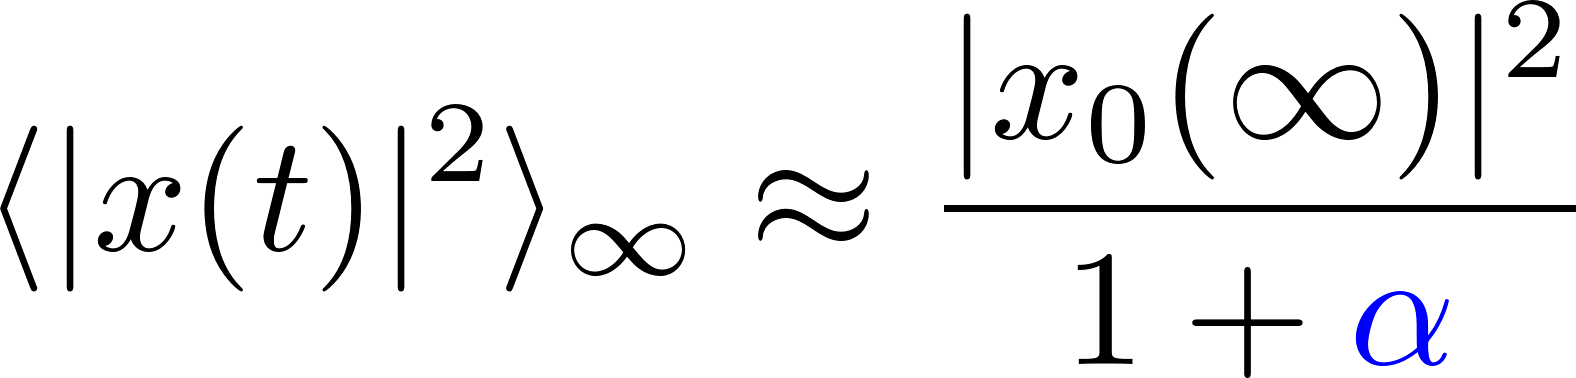 ⟨|x(t)|²⟩_∞ ≈ |x₀(∞)|² / (1 + α)